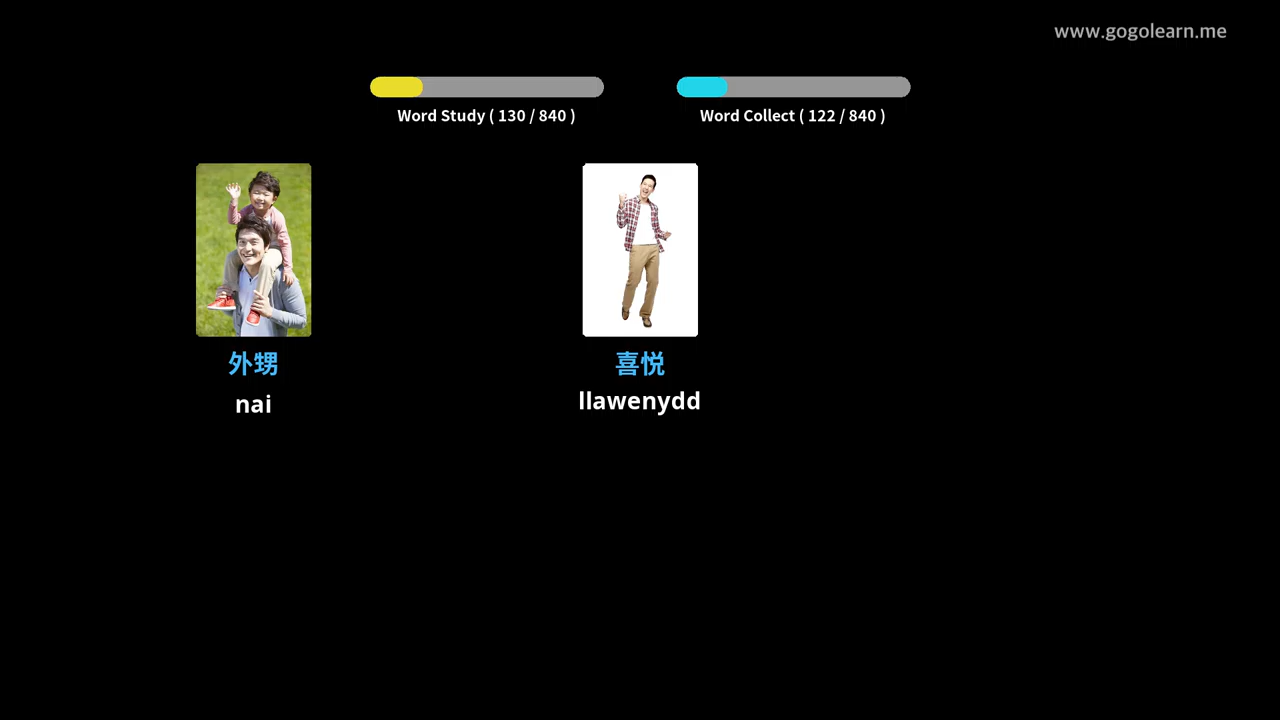 www.gogolearn.me
Word Study ( 130 / 840 )
Word Collect ( 122 / 840 )
外甥
nai
喜悦
llawenydd